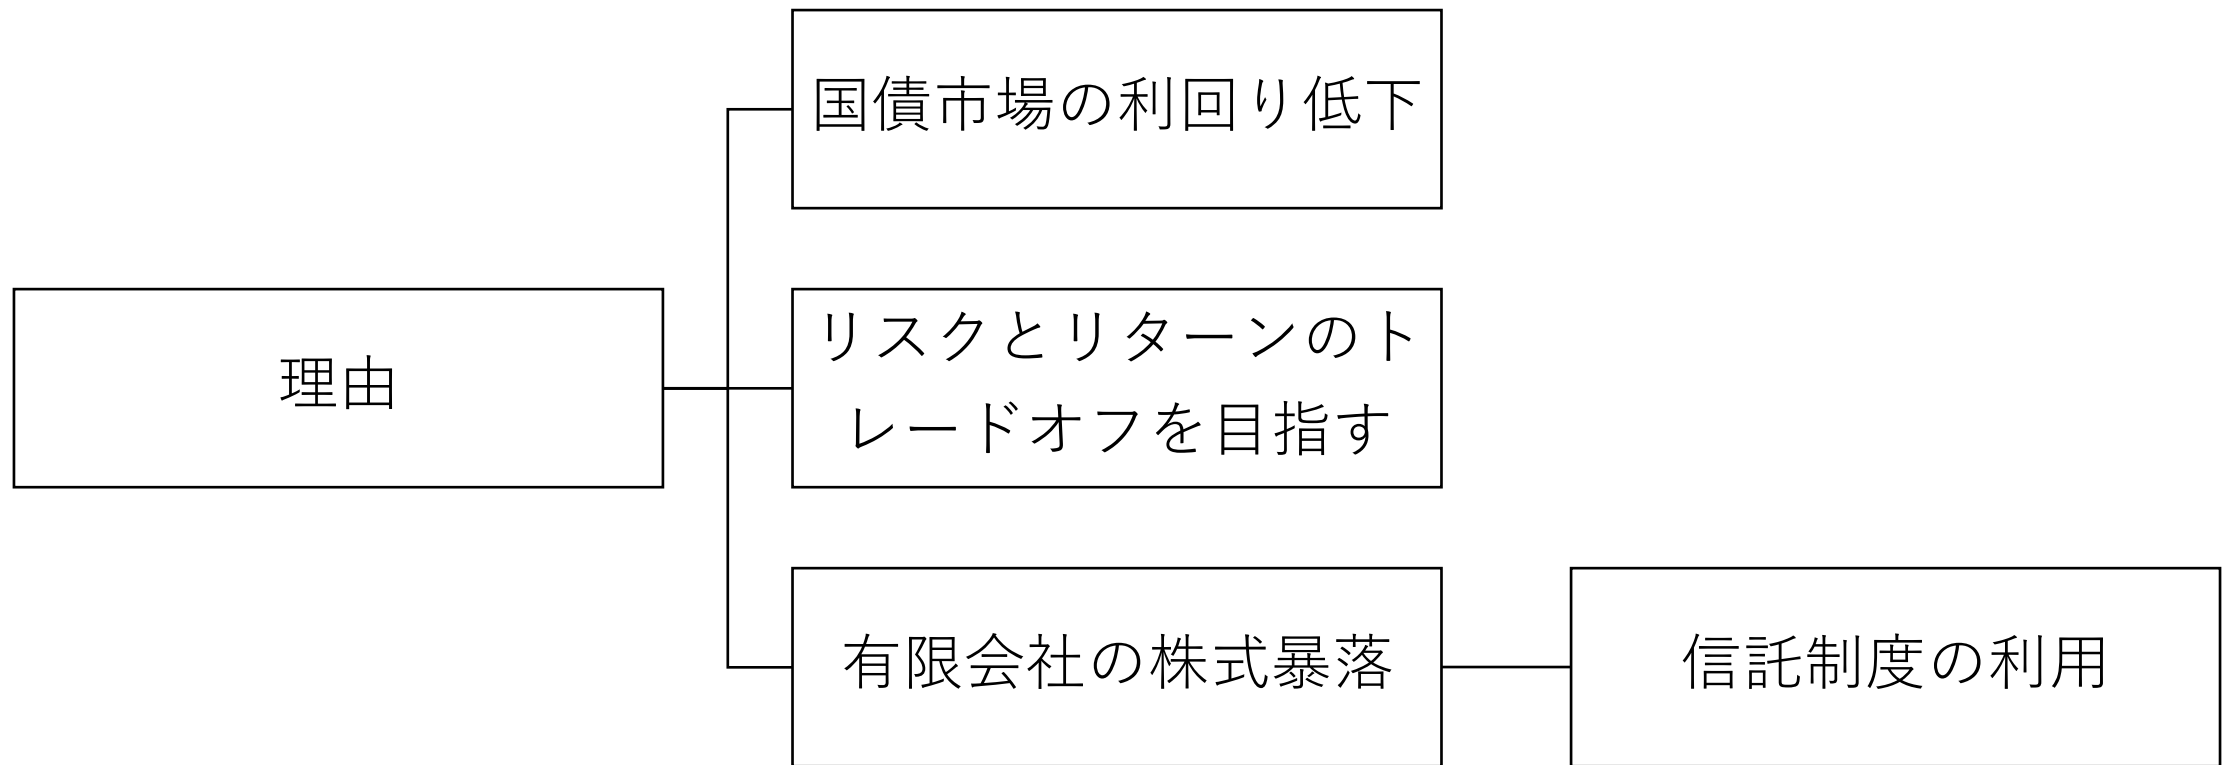 国債市場の利回り低下
理由
リスクとリターンのト
レードオフを目指す
有限会社の株式暴落
信託制度の利用